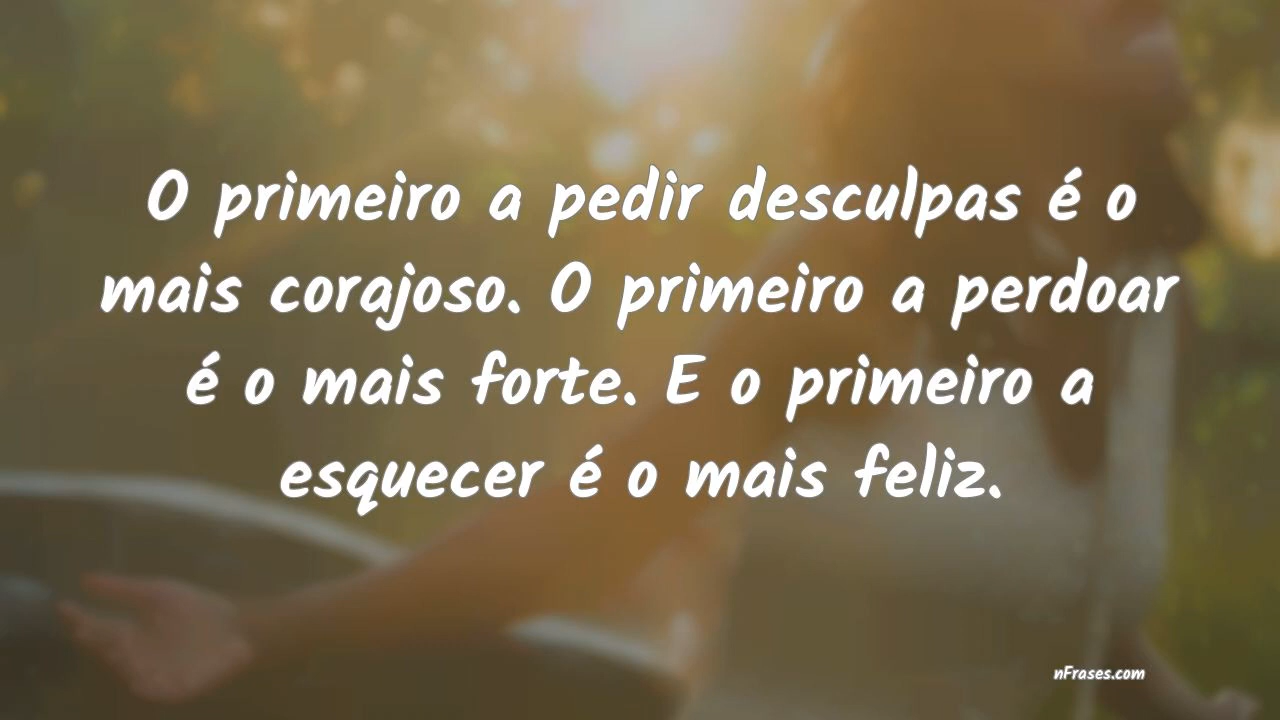 O primeiro a pedir desculpas é o
mais corajoso. O primeiro a perdoar
é o mais forte. E o primeiro a
esquecer é o mais feliz.
nFrases.com